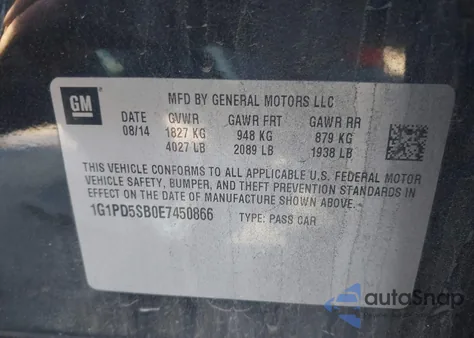 GM
MFD BY GENERAL MOTORS LLC
DATE GVWR GAWR FRT GAWR RR
08/14 1827 KG 948 KG 879 KG
4027 LB 2089 LB 1938 LB
THIS VEHICLE CONFORMS TO ALL APPLICABLE U.S. FEDERAL MOTOR
VEHICLE SAFETY, BUMPER, AND THEFT PREVENTION STANDARDS IN
EFFECT ON THE DATE OF MANUFACTURE SHOWN ABOVE.
1G1PD5SB0E7450866 TYPE: PASS CAR
autoSnap